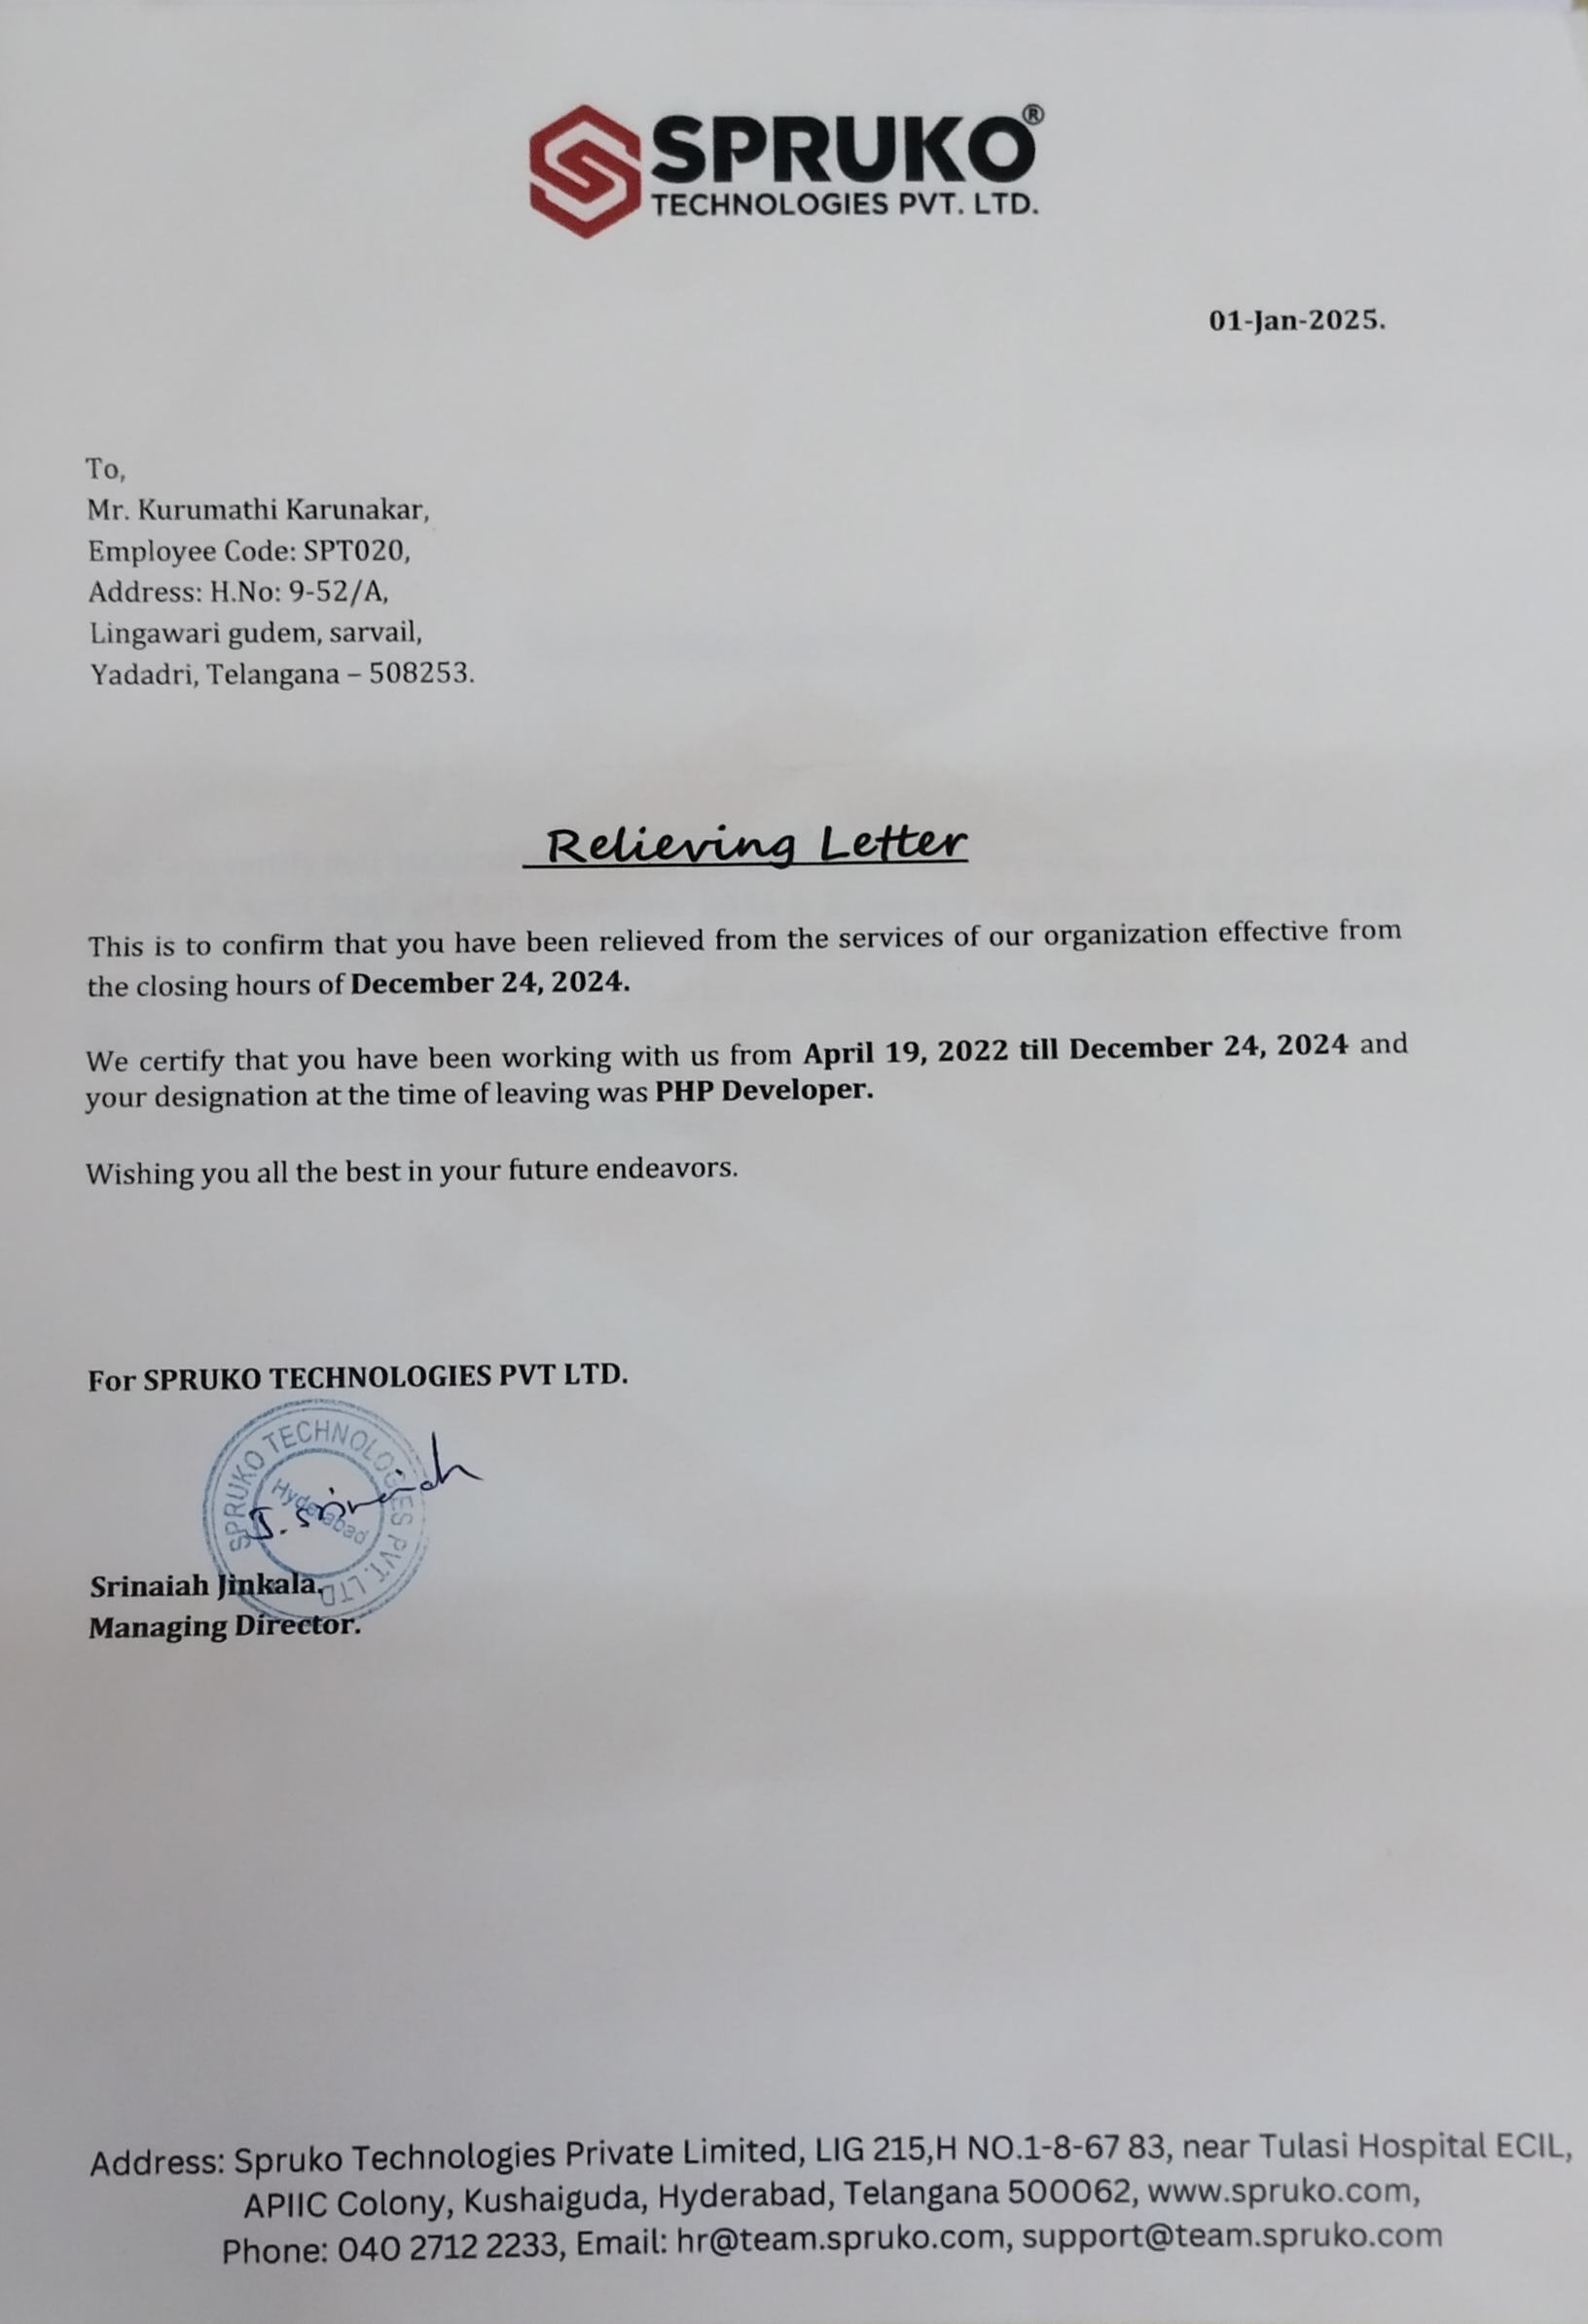 SPRUKO®
TECHNOLOGIES PVT. LTD.
01-Jan-2025.
To,
Mr. Kurumathi Karunakar,
Employee Code: SPT020,
Address: H.No: 9-52/A,
Lingawari gudem, sarvail,
Yadadri, Telangana – 508253.
Relieving Letter
This is to confirm that you have been relieved from the services of our organization effective from
the closing hours of December 24, 2024.
We certify that you have been working with us from April 19, 2022 till December 24, 2024 and
your designation at the time of leaving was PHP Developer.
Wishing you all the best in your future endeavors.
For SPRUKO TECHNOLOGIES PVT LTD.
SPRUKO TECHNOLOGIES PVT. LTD
Hyderabad
J. Srinaiah
Srinaiah Jinkala,
Managing Director.
Address: Spruko Technologies Private Limited, LIG 215,H NO.1-8-67 83, near Tulasi Hospital ECIL,
APIIC Colony, Kushaiguda, Hyderabad, Telangana 500062, www.spruko.com,
Phone: 040 2712 2233, Email: hr@team.spruko.com, support@team.spruko.com